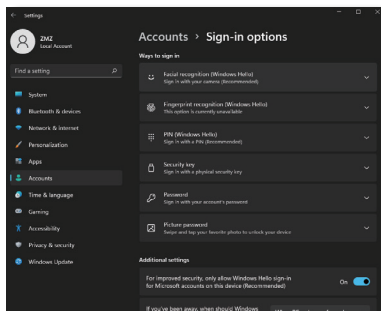 Settings
ZMZ
Local Account
Find a setting
System
Bluetooth & devices
Network & internet
Personalization
Apps
Accounts
Time & language
Gaming
Accessibility
Privacy & security
Windows Update
Accounts > Sign-in options
Ways to sign in
Facial recognition (Windows Hello)
Sign in with your camera (Recommended)
Fingerprint recognition (Windows Hello)
This option is currently unavailable
PIN (Windows Hello)
Sign in with a PIN (Recommended)
Security key
Sign in with a physical security key
Password
Sign in with your account's password
Picture password
Swipe and tap your favorite photo to unlock your device
Additional settings
For improved security, only allow Windows Hello sign-in
for Microsoft accounts on this device (Recommended)
On
If you've been away, when should Windows